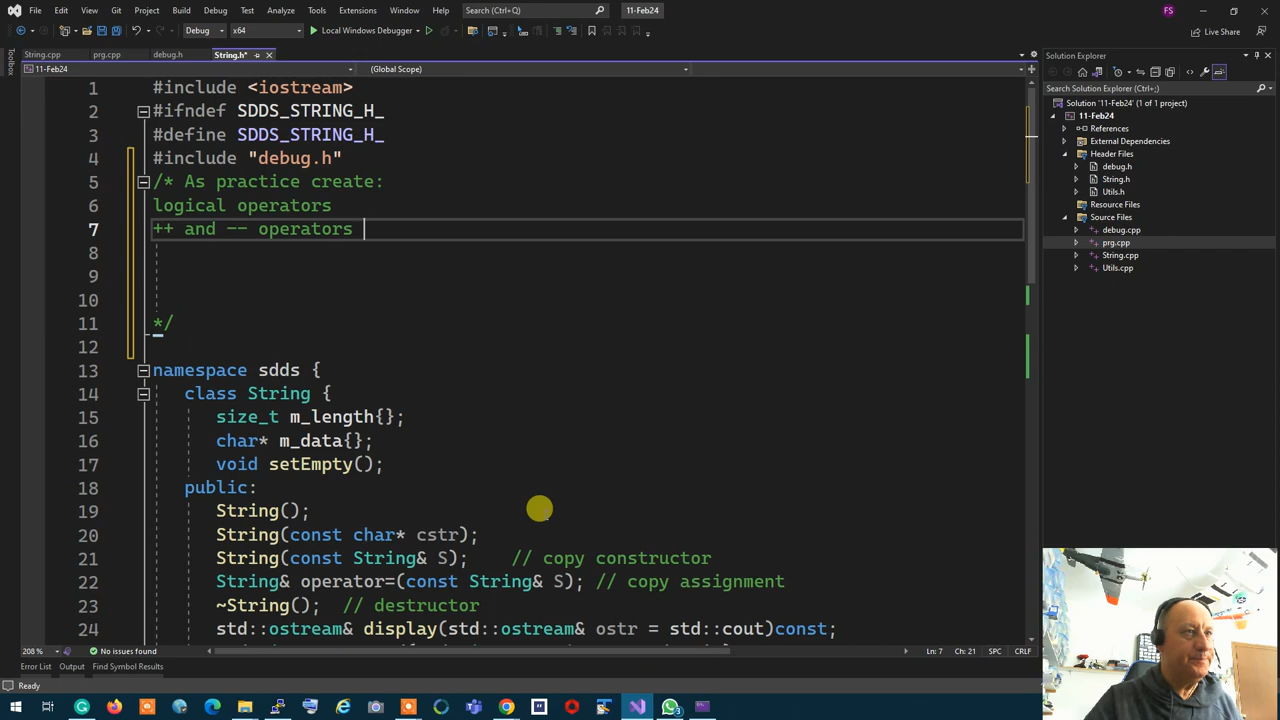 File Edit View Git Project Build Debug Test Analyze Tools Extensions Window Help Search (Ctrl+Q) 11-Feb24 FS
Debug x64 Local Windows Debugger Live Share
Toolbox
String.cpp prg.cpp debug.h String.h*
11-Feb24 (Global Scope)
1 #include <iostream>
2 #ifndef SDDS_STRING_H_
3 #define SDDS_STRING_H_
4 #include "debug.h"
5 /* As practice create:
6 logical operators
7 ++ and -- operators
8
9
10
11 */
12
13 namespace sdds {
14 class String {
15 size_t m_length{};
16 char* m_data{};
17 void setEmpty();
18 public:
19 String();
20 String(const char* cstr);
21 String(const String& S); // copy constructor
22 String& operator=(const String& S); // copy assignment
23 ~String(); // destructor
24 std::ostream& display(std::ostream& ostr = std::cout)const;
208 % No issues found Ln: 7 Ch: 21 SPC CRLF
Error List Output Find Symbol Results
Ready
Solution Explorer
Search Solution Explorer (Ctrl+;)
Solution '11-Feb24' (1 of 1 project)
11-Feb24
References
External Dependencies
Header Files
debug.h
String.h
Utils.h
Resource Files
Source Files
debug.cpp
prg.cpp
String.cpp
Utils.cpp